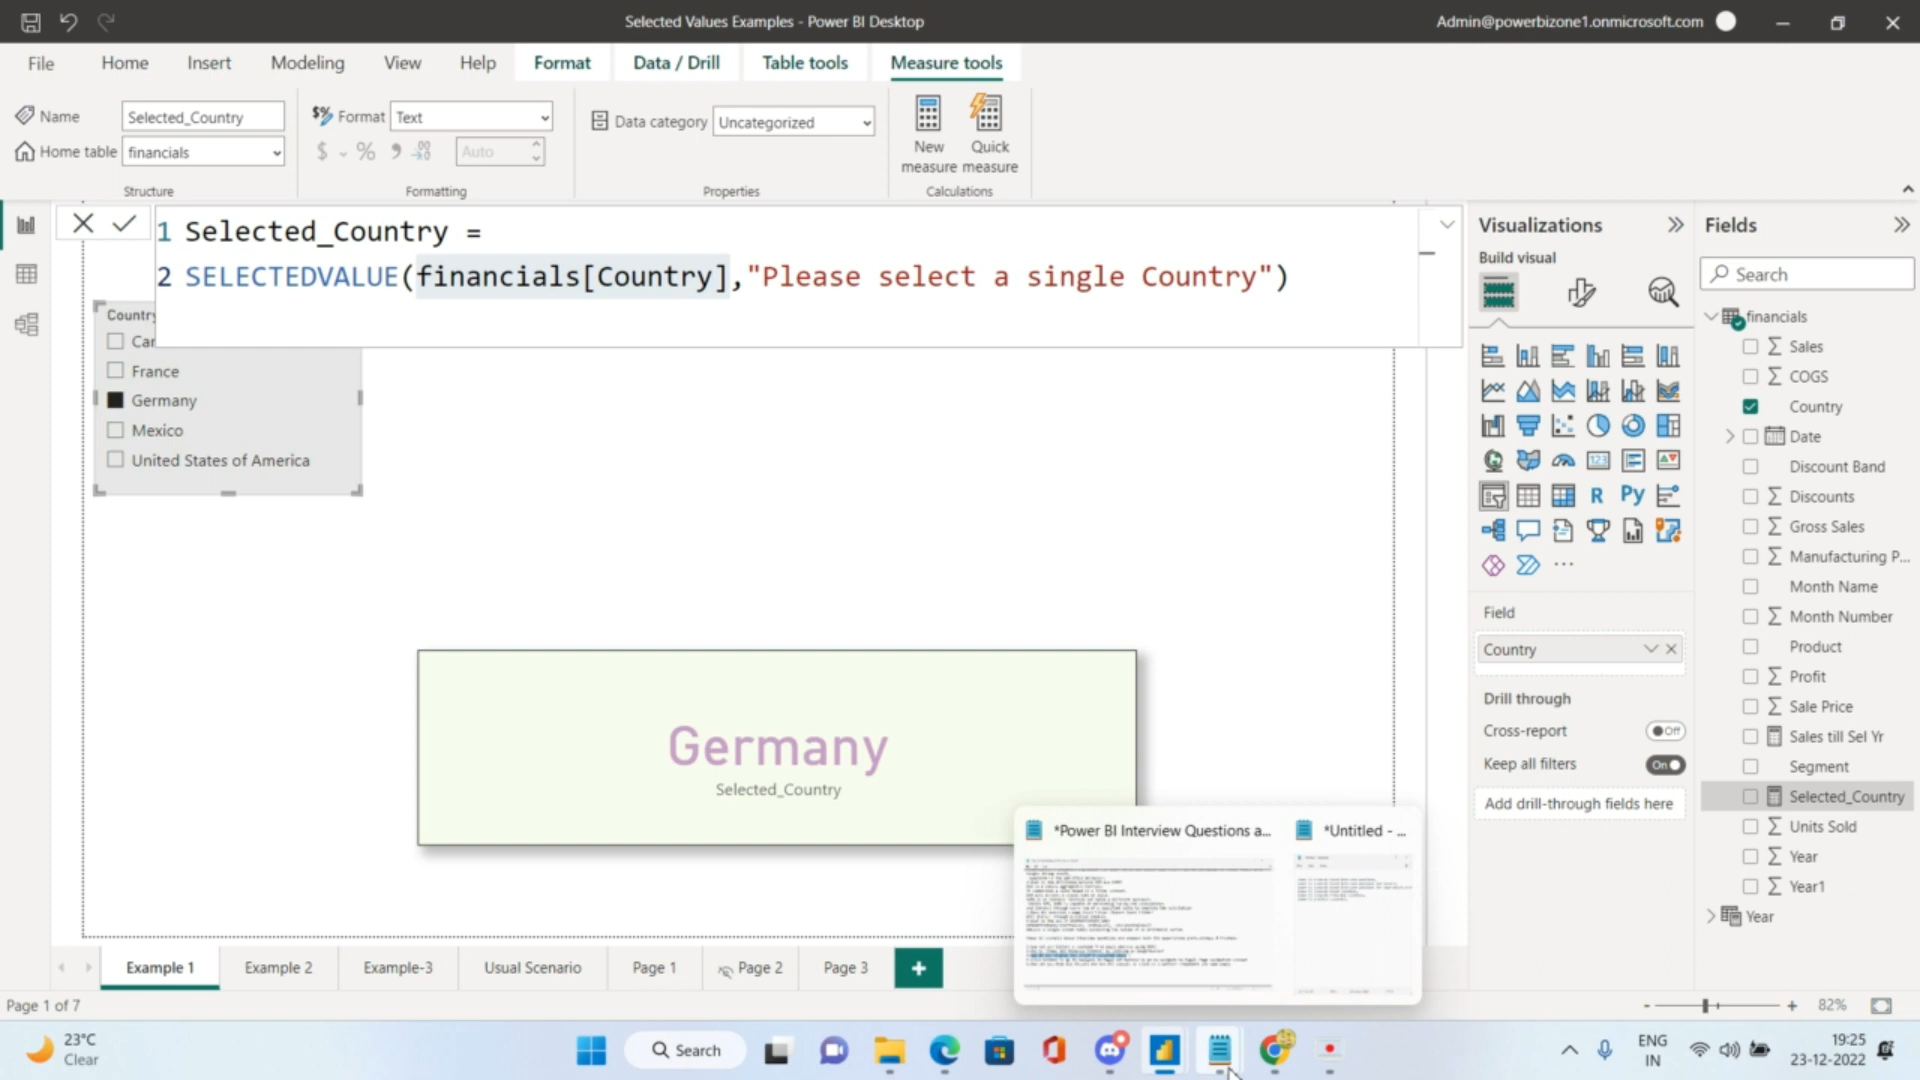 Selected Values Examples - Power BI Desktop
Admin@powerbizone1.onmicrosoft.com
File Home Insert Modeling View Help Format Data / Drill Table tools Measure tools
Name Selected_Country
Home table financials
Structure
Format Text
$ % Auto
Formatting
Data category Uncategorized
Properties
New measure
Quick measure
Calculations
1 Selected_Country =
2 SELECTEDVALUE(financials[Country],"Please select a single Country")
Country
Can
France
Germany
Mexico
United States of America
Germany
Selected_Country
Visualizations
Build visual
123
R
Py
Field
Country
Drill through
Cross-report Off
Keep all filters On
Add drill-through fields here
Fields
Search
financials
Sales
COGS
Country
Date
Discount Band
Discounts
Gross Sales
Manufacturing P...
Month Name
Month Number
Product
Profit
Sale Price
Sales till Sel Yr
Segment
Selected_Country
Units Sold
Year
Year1
Year
*Power BI Interview Questions a...
*Untitled - ...
Example 1 Example 2 Example-3 Usual Scenario Page 1 Page 2 Page 3 +
Page 1 of 7
- + 82%
23°C
Clear
Search
ENG
IN
19:25
23-12-2022